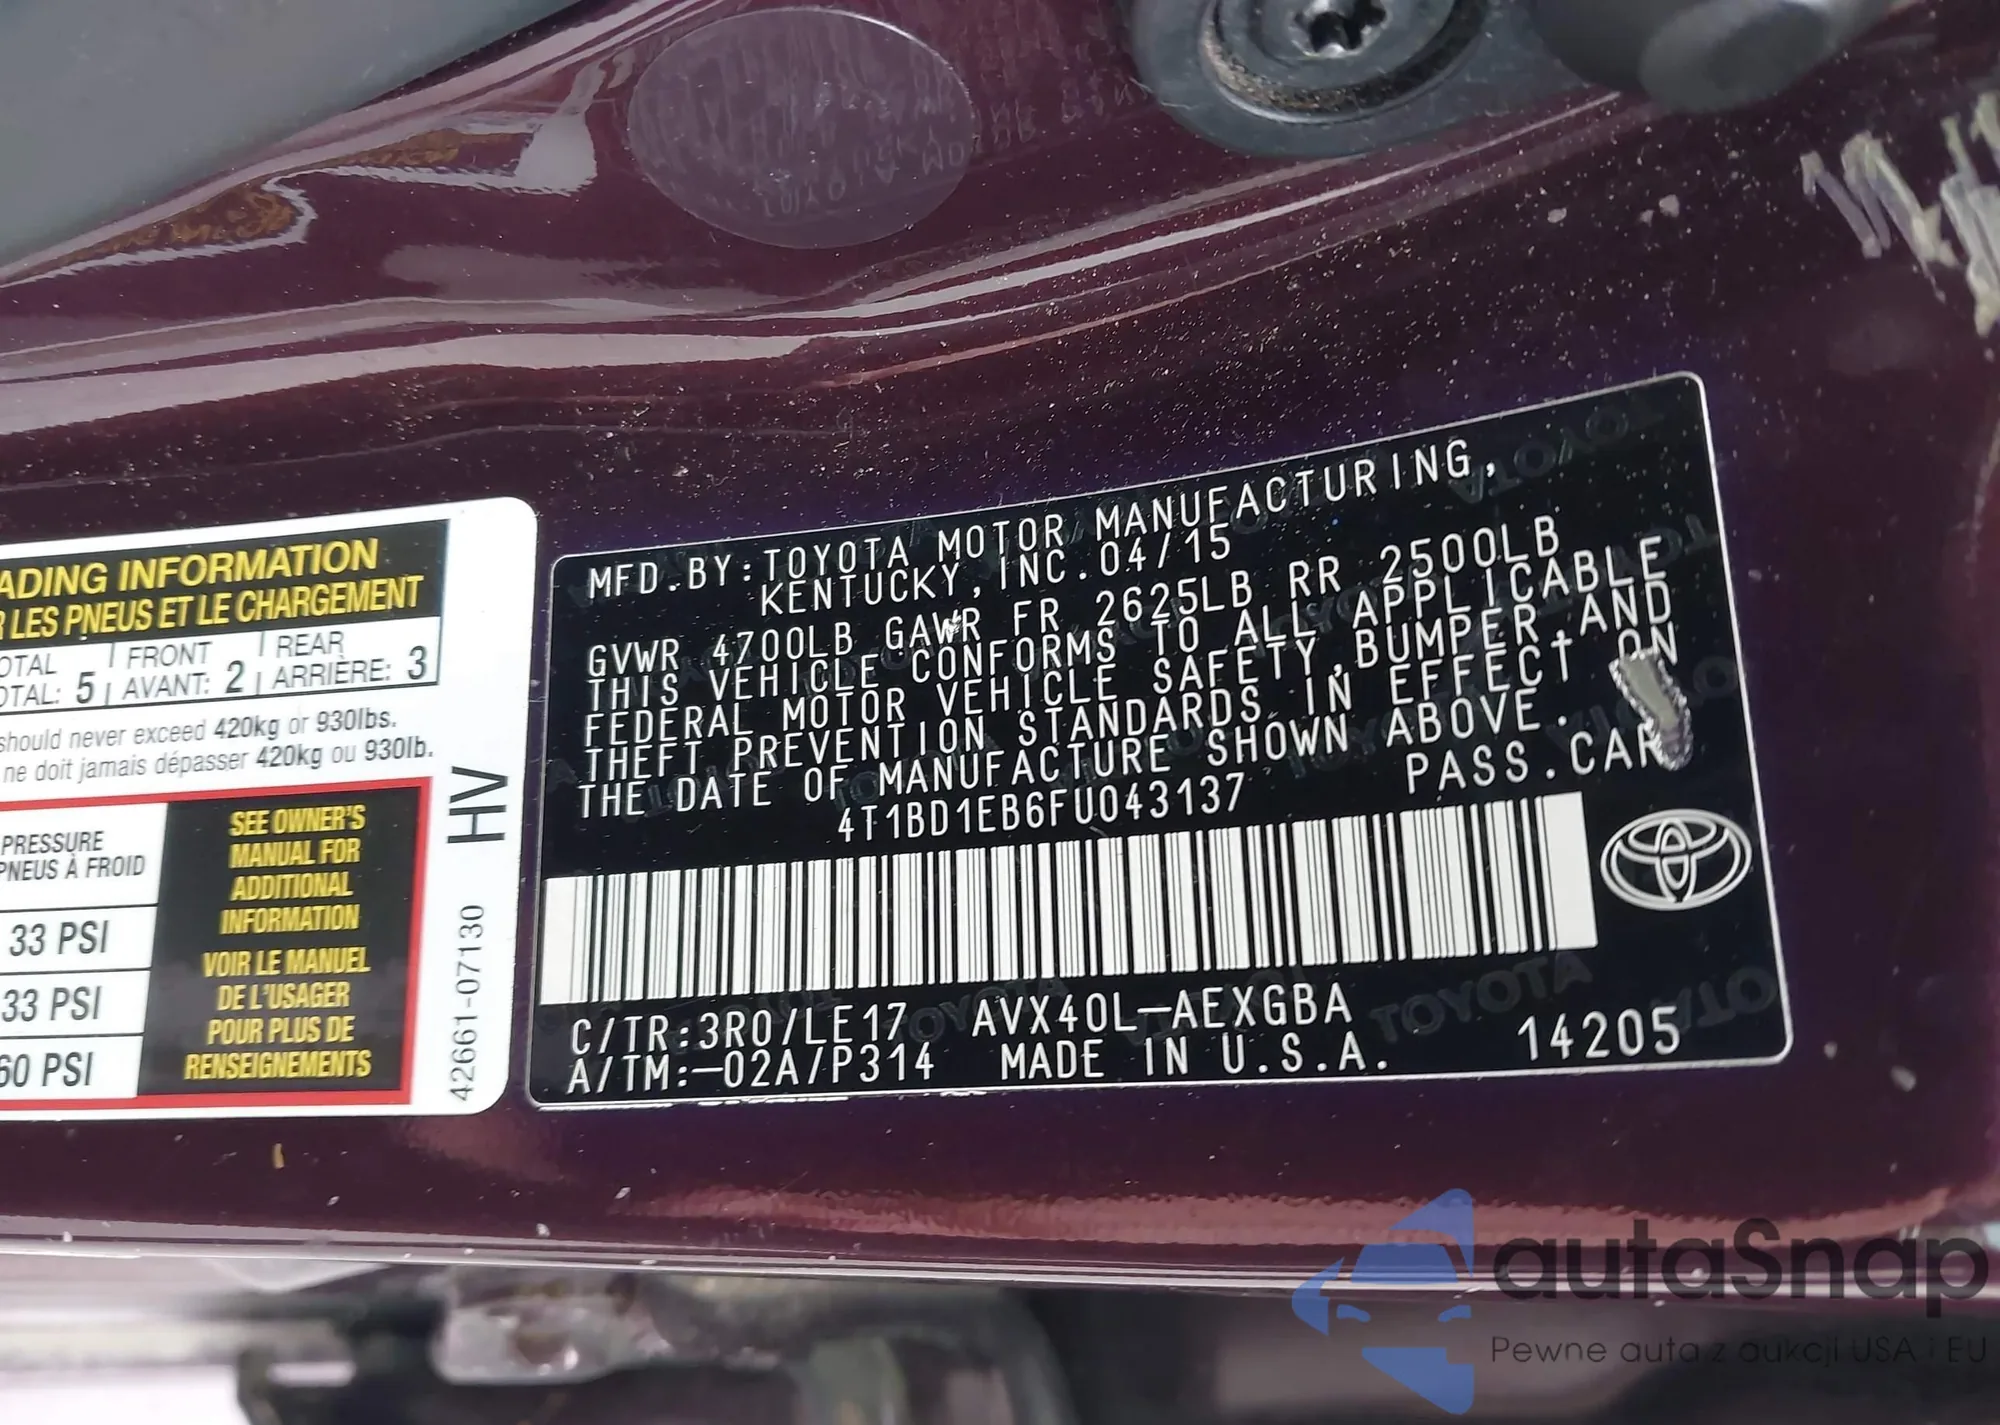 ADING INFORMATION
R LES PNEUS ET LE CHARGEMENT
OTAL FRONT REAR
OTAL: 5 AVANT: 2 ARRIÈRE: 3
should never exceed 420kg or 930lbs.
ne doit jamais dépasser 420kg ou 930lb.
PRESSURE
PNEUS À FROID
33 PSI
33 PSI
60 PSI
SEE OWNER'S
MANUAL FOR
ADDITIONAL
INFORMATION
VOIR LE MANUEL
DE L'USAGER
POUR PLUS DE
RENSEIGNEMENTS
HV
42661-07130
MFD.BY:TOYOTA MOTOR MANUFACTURING,
KENTUCKY,INC.04/15
GVWR 4700LB GAWR FR 2625LB RR 2500LB
THIS VEHICLE CONFORMS TO ALL APPLICABLE
FEDERAL MOTOR VEHICLE SAFETY,BUMPER,AND
THEFT PREVENTION STANDARDS IN EFFECT ON
THE DATE OF MANUFACTURE SHOWN ABOVE.
4T1BD1EB6FU043137 PASS.CAR
C/TR:3R0/LE17 AVX40L-AEXGBA
A/TM:-02A/P314 MADE IN U.S.A. 14205
autaSnap
Pewne auta z aukcji USA i EU